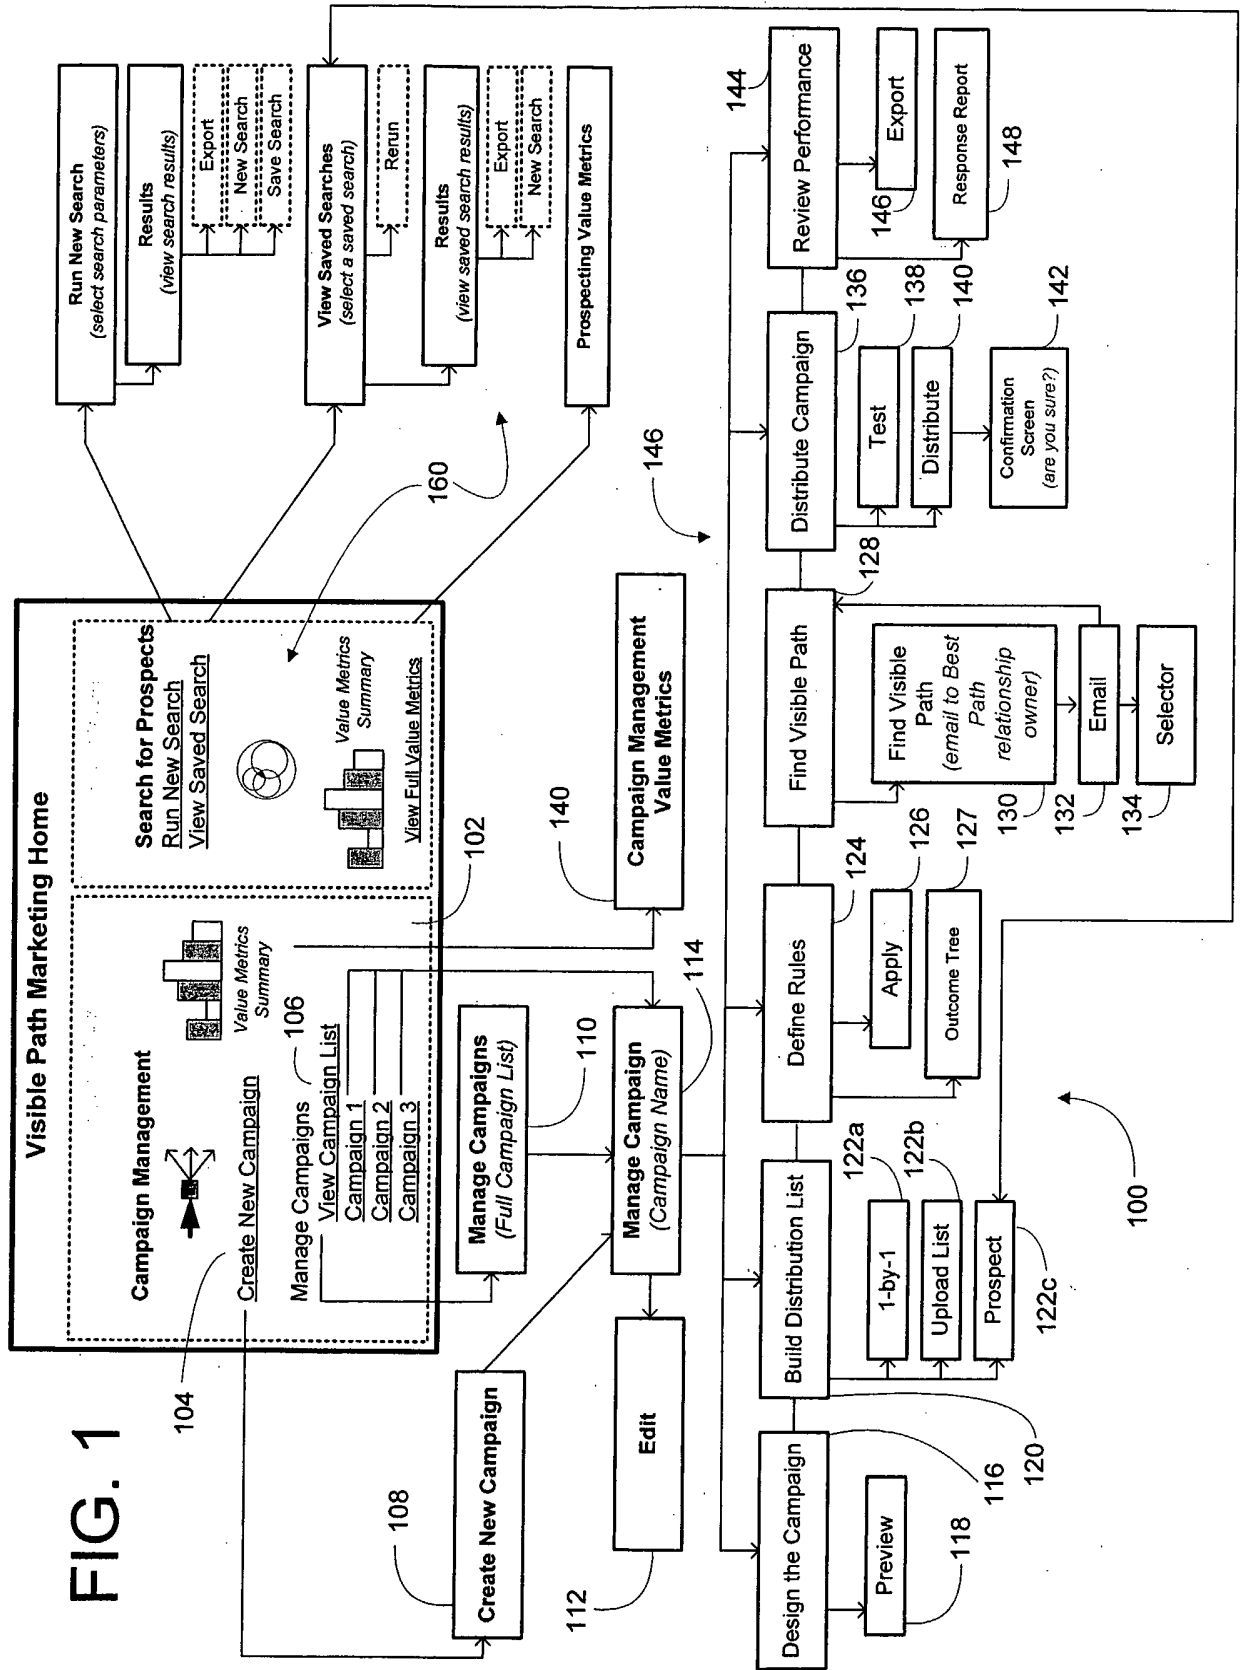 FIG. 1
Visible Path Marketing Home
Campaign Management
104
Create New Campaign
Value Metrics
Summary
106
Manage Campaigns
View Campaign List
Campaign 1
Campaign 2
Campaign 3
102
Search for Prospects
Run New Search
View Saved Search
Value Metrics
Summary
View Full Value Metrics
160
Run New Search
(select search parameters)
Results
(view search results)
Export
New Search
Save Search
View Saved Searches
(select a saved search)
Rerun
Results
(view saved search results)
Export
New Search
Prospecting Value Metrics
108
Create New Campaign
Manage Campaigns
(Full Campaign List)
110
140
Campaign Management
Value Metrics
112
Edit
Manage Campaign
(Campaign Name)
114
146
Design the Campaign
116
Preview
118
Build Distribution List
120
1-by-1
122a
Upload List
122b
Prospect
122c
Define Rules
124
Apply
126
Outcome Tree
127
Find Visible Path
128
Find Visible
Path
(email to Best
Path
relationship
owner)
130
Email
132
Selector
134
Distribute Campaign
136
Test
138
Distribute
140
Confirmation
Screen
(are you sure?)
142
Review Performance
144
Export
146
Response Report
148
100